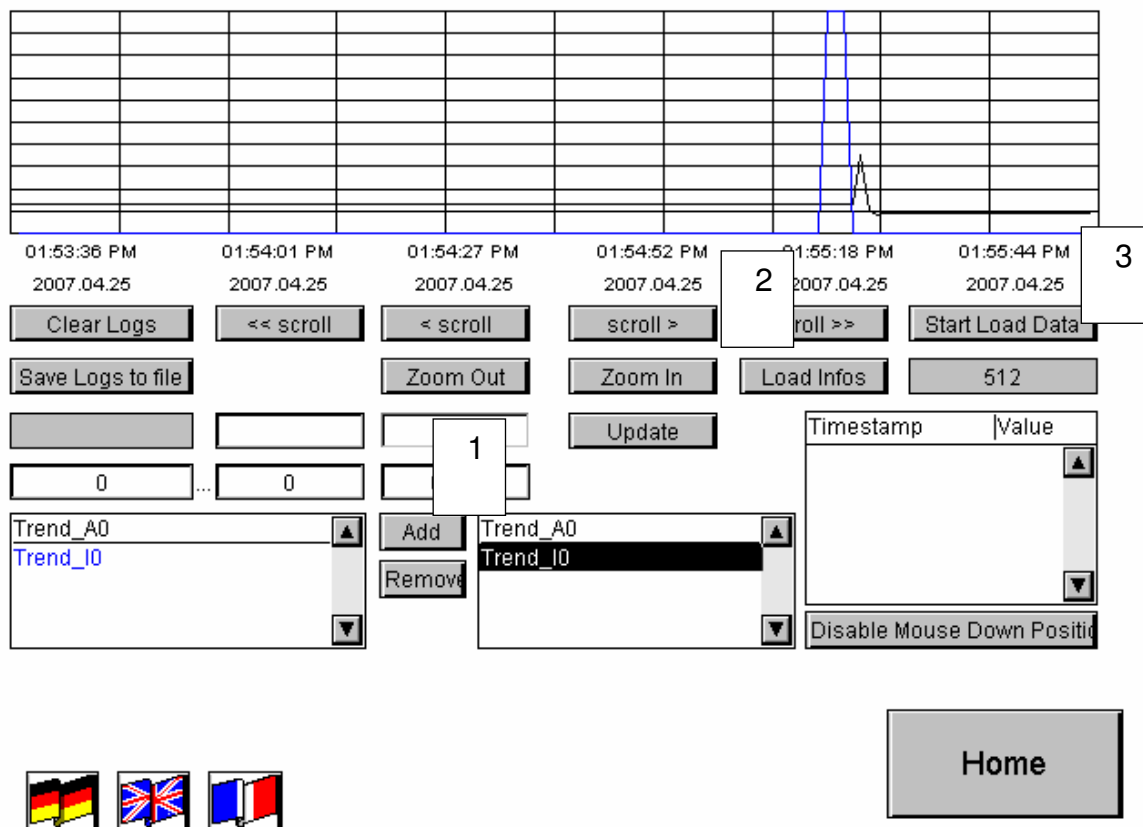 01:53:36 PM 01:54:01 PM 01:54:27 PM 01:54:52 PM 01:55:18 PM 01:55:44 PM
2007.04.25 2007.04.25 2007.04.25 2007.04.25 2007.04.25 2007.04.25
2
3
Clear Logs << scroll < scroll scroll > roll >> Start Load Data
Save Logs to file Zoom Out Zoom In Load Infos 512
1
Update Timestamp Value
0 ... 0
Trend_A0 Add Trend_A0
Trend_I0 Remove Trend_I0
Disable Mouse Down Positio
Home